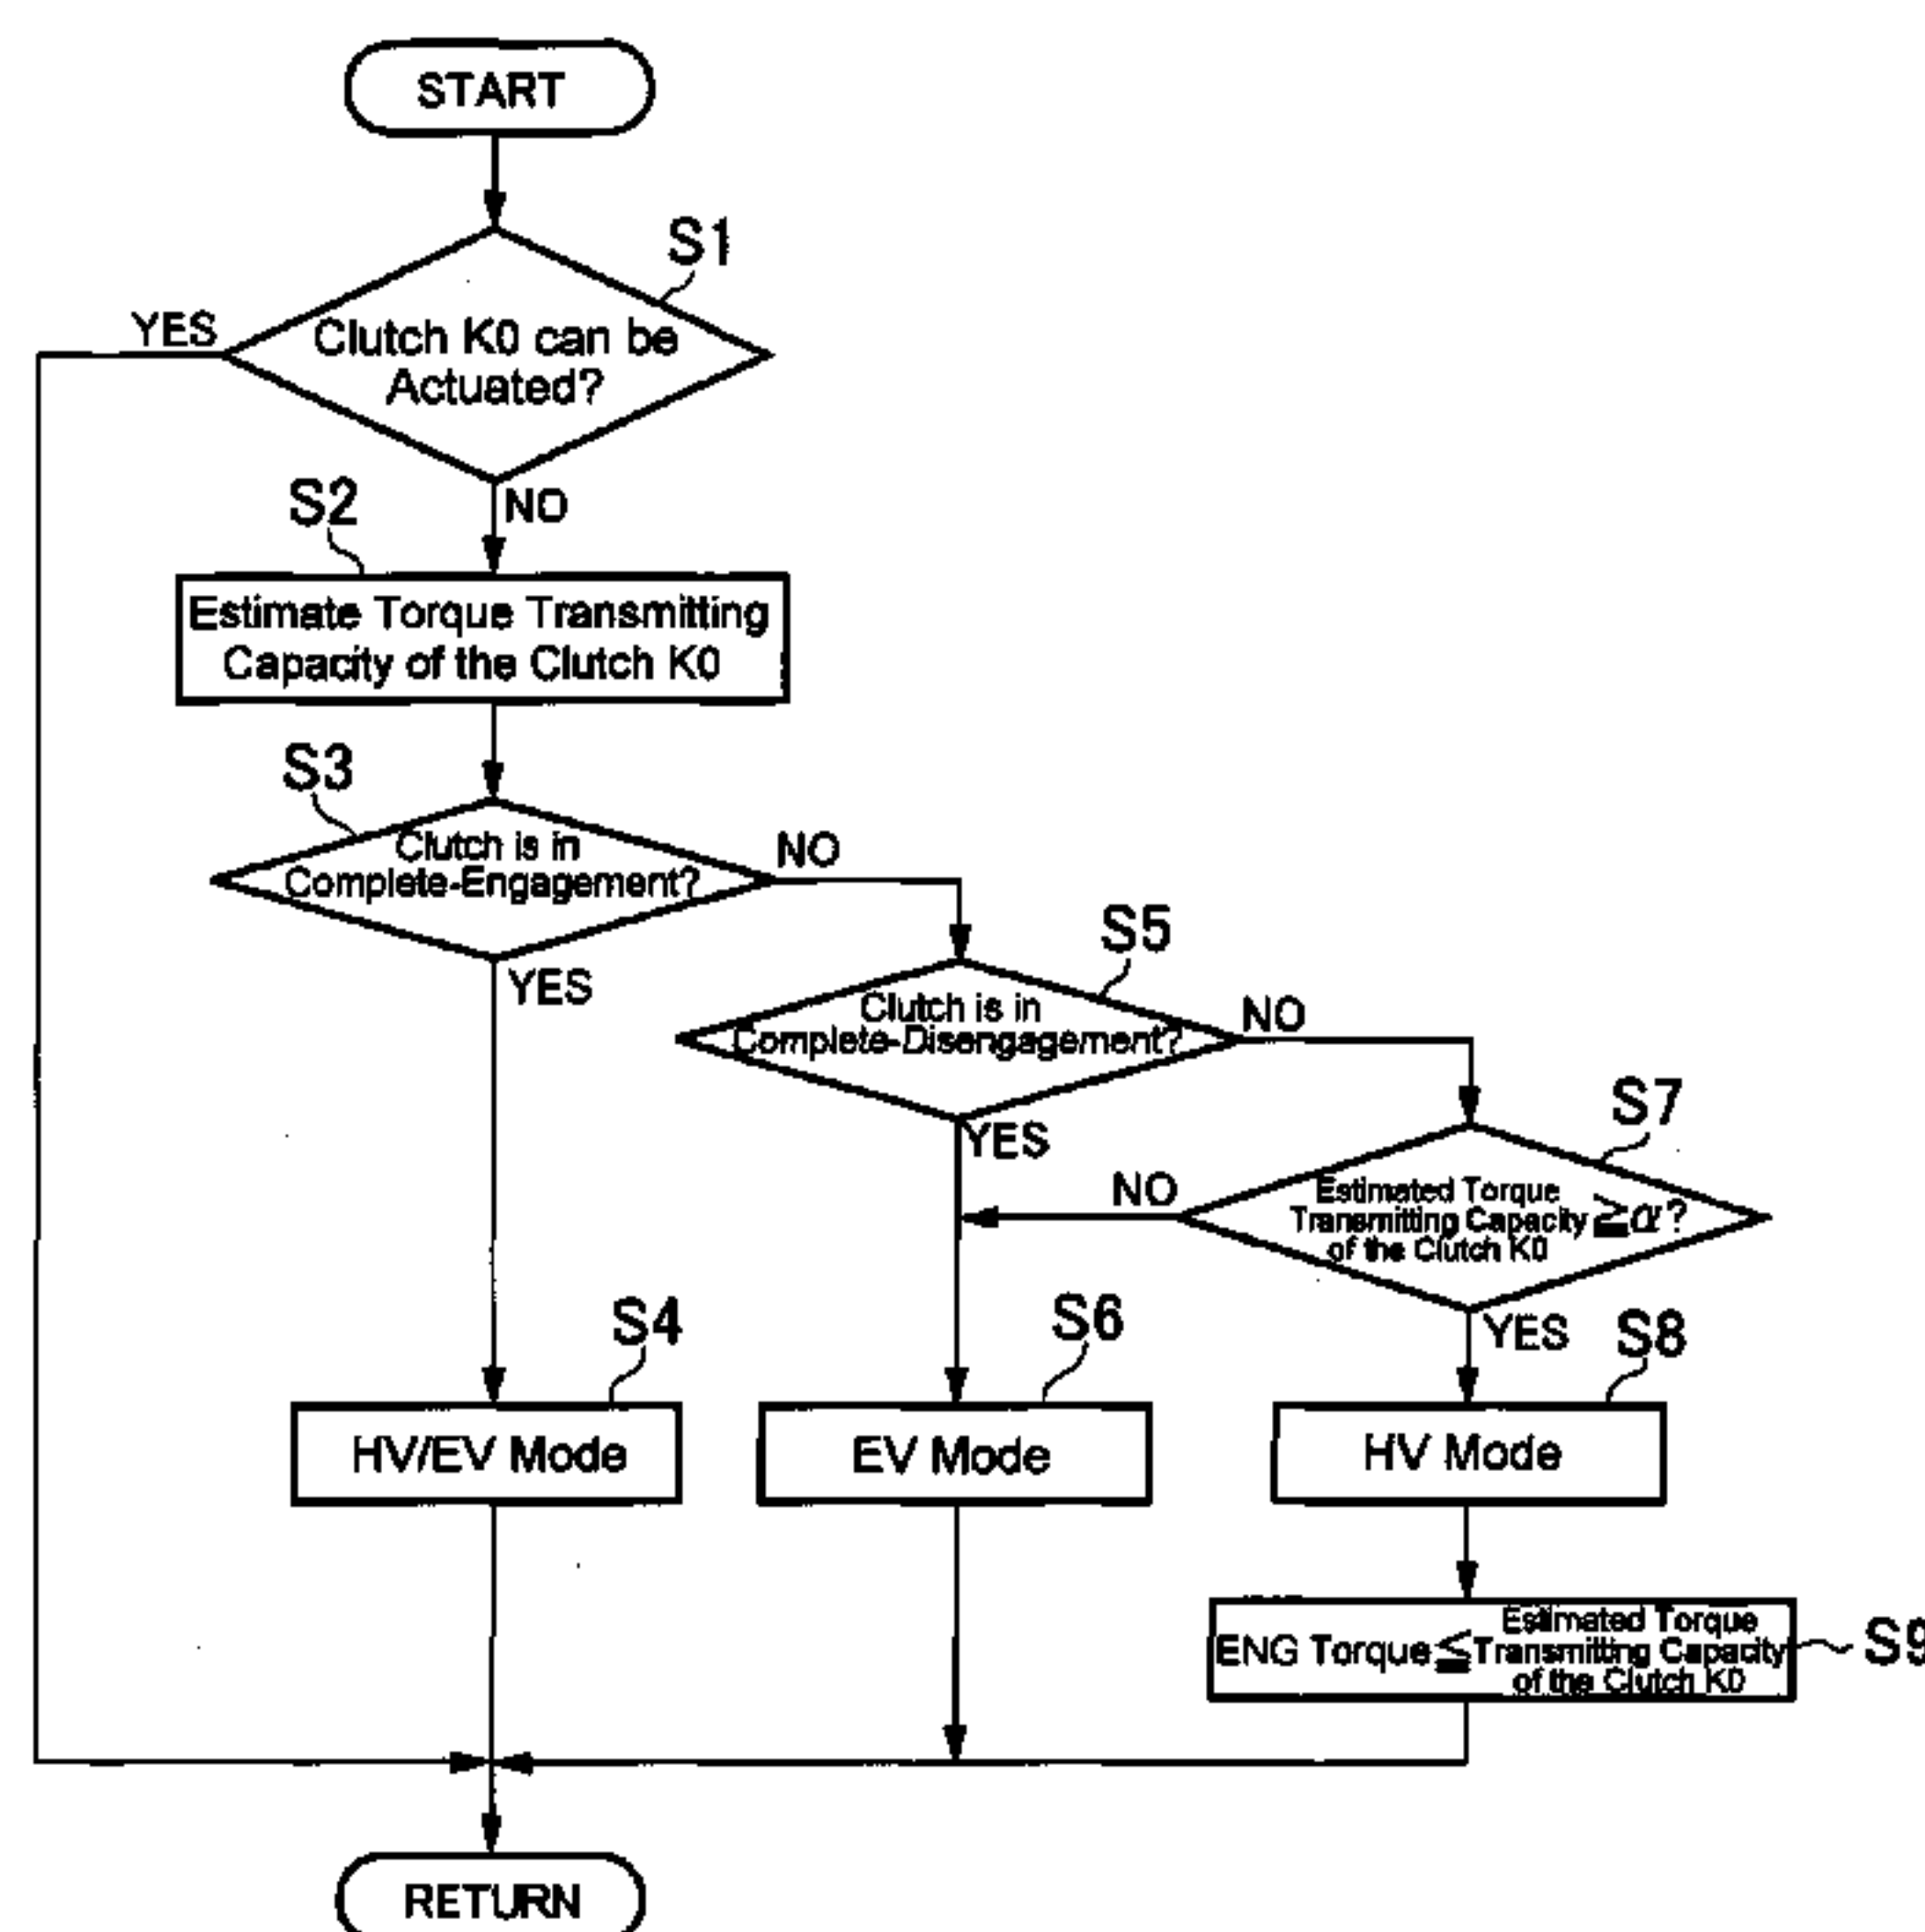 START
S1
YES
Clutch K0 can be
Actuated?
NO
S2
Estimate Torque Transmitting
Capacity of the Clutch K0
S3
Clutch is in
Complete-Engagement?
NO
YES
S5
Clutch is in
Complete-Disengagement?
NO
YES
S7
Estimated Torque
Transmitting Capacity ≧α?
of the Clutch K0
NO
YES
S4
HV/EV Mode
S6
EV Mode
S8
HV Mode
Estimated Torque
ENG Torque≦Transmitting Capacity
of the Clutch K0
S9
RETURN